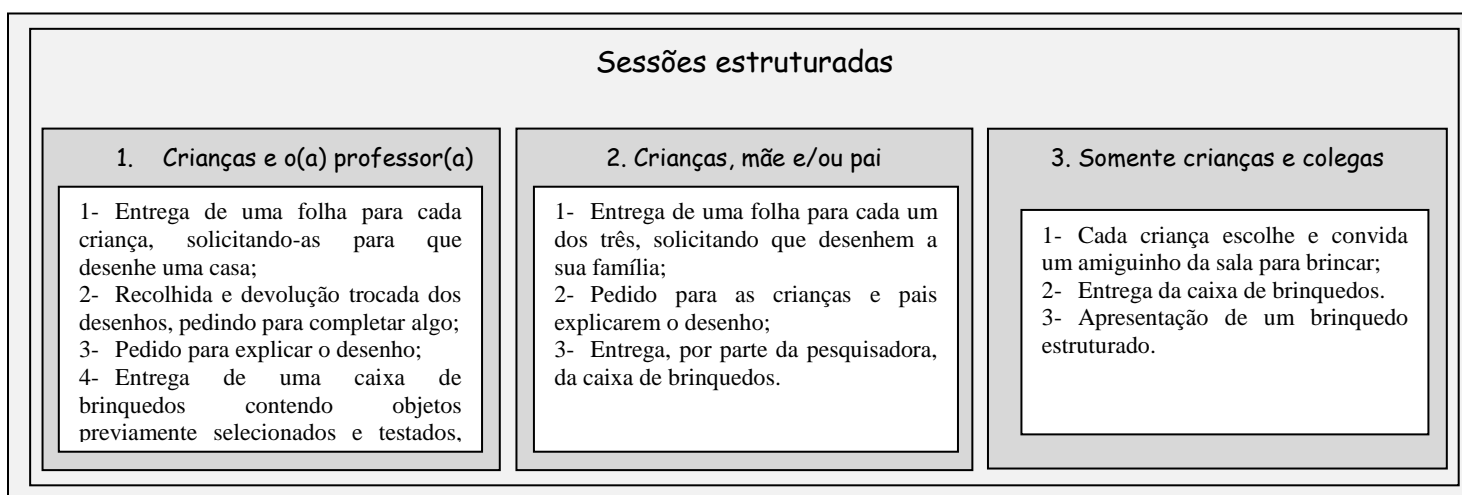 Sessões estruturadas
1. Crianças e o(a) professor(a)
1- Entrega de uma folha para cada
criança, solicitando-as para que
desenhe uma casa;
2- Recolhida e devolução trocada dos
desenhos, pedindo para completar algo;
3- Pedido para explicar o desenho;
4- Entrega de uma caixa de
brinquedos contendo objetos
previamente selecionados e testados,
2. Crianças, mãe e/ou pai
1- Entrega de uma folha para cada um
dos três, solicitando que desenhem a
sua família;
2- Pedido para as crianças e pais
explicarem o desenho;
3- Entrega, por parte da pesquisadora,
da caixa de brinquedos.
3. Somente crianças e colegas
1- Cada criança escolhe e convida
um amiguinho da sala para brincar;
2- Entrega da caixa de brinquedos.
3- Apresentação de um brinquedo
estruturado.